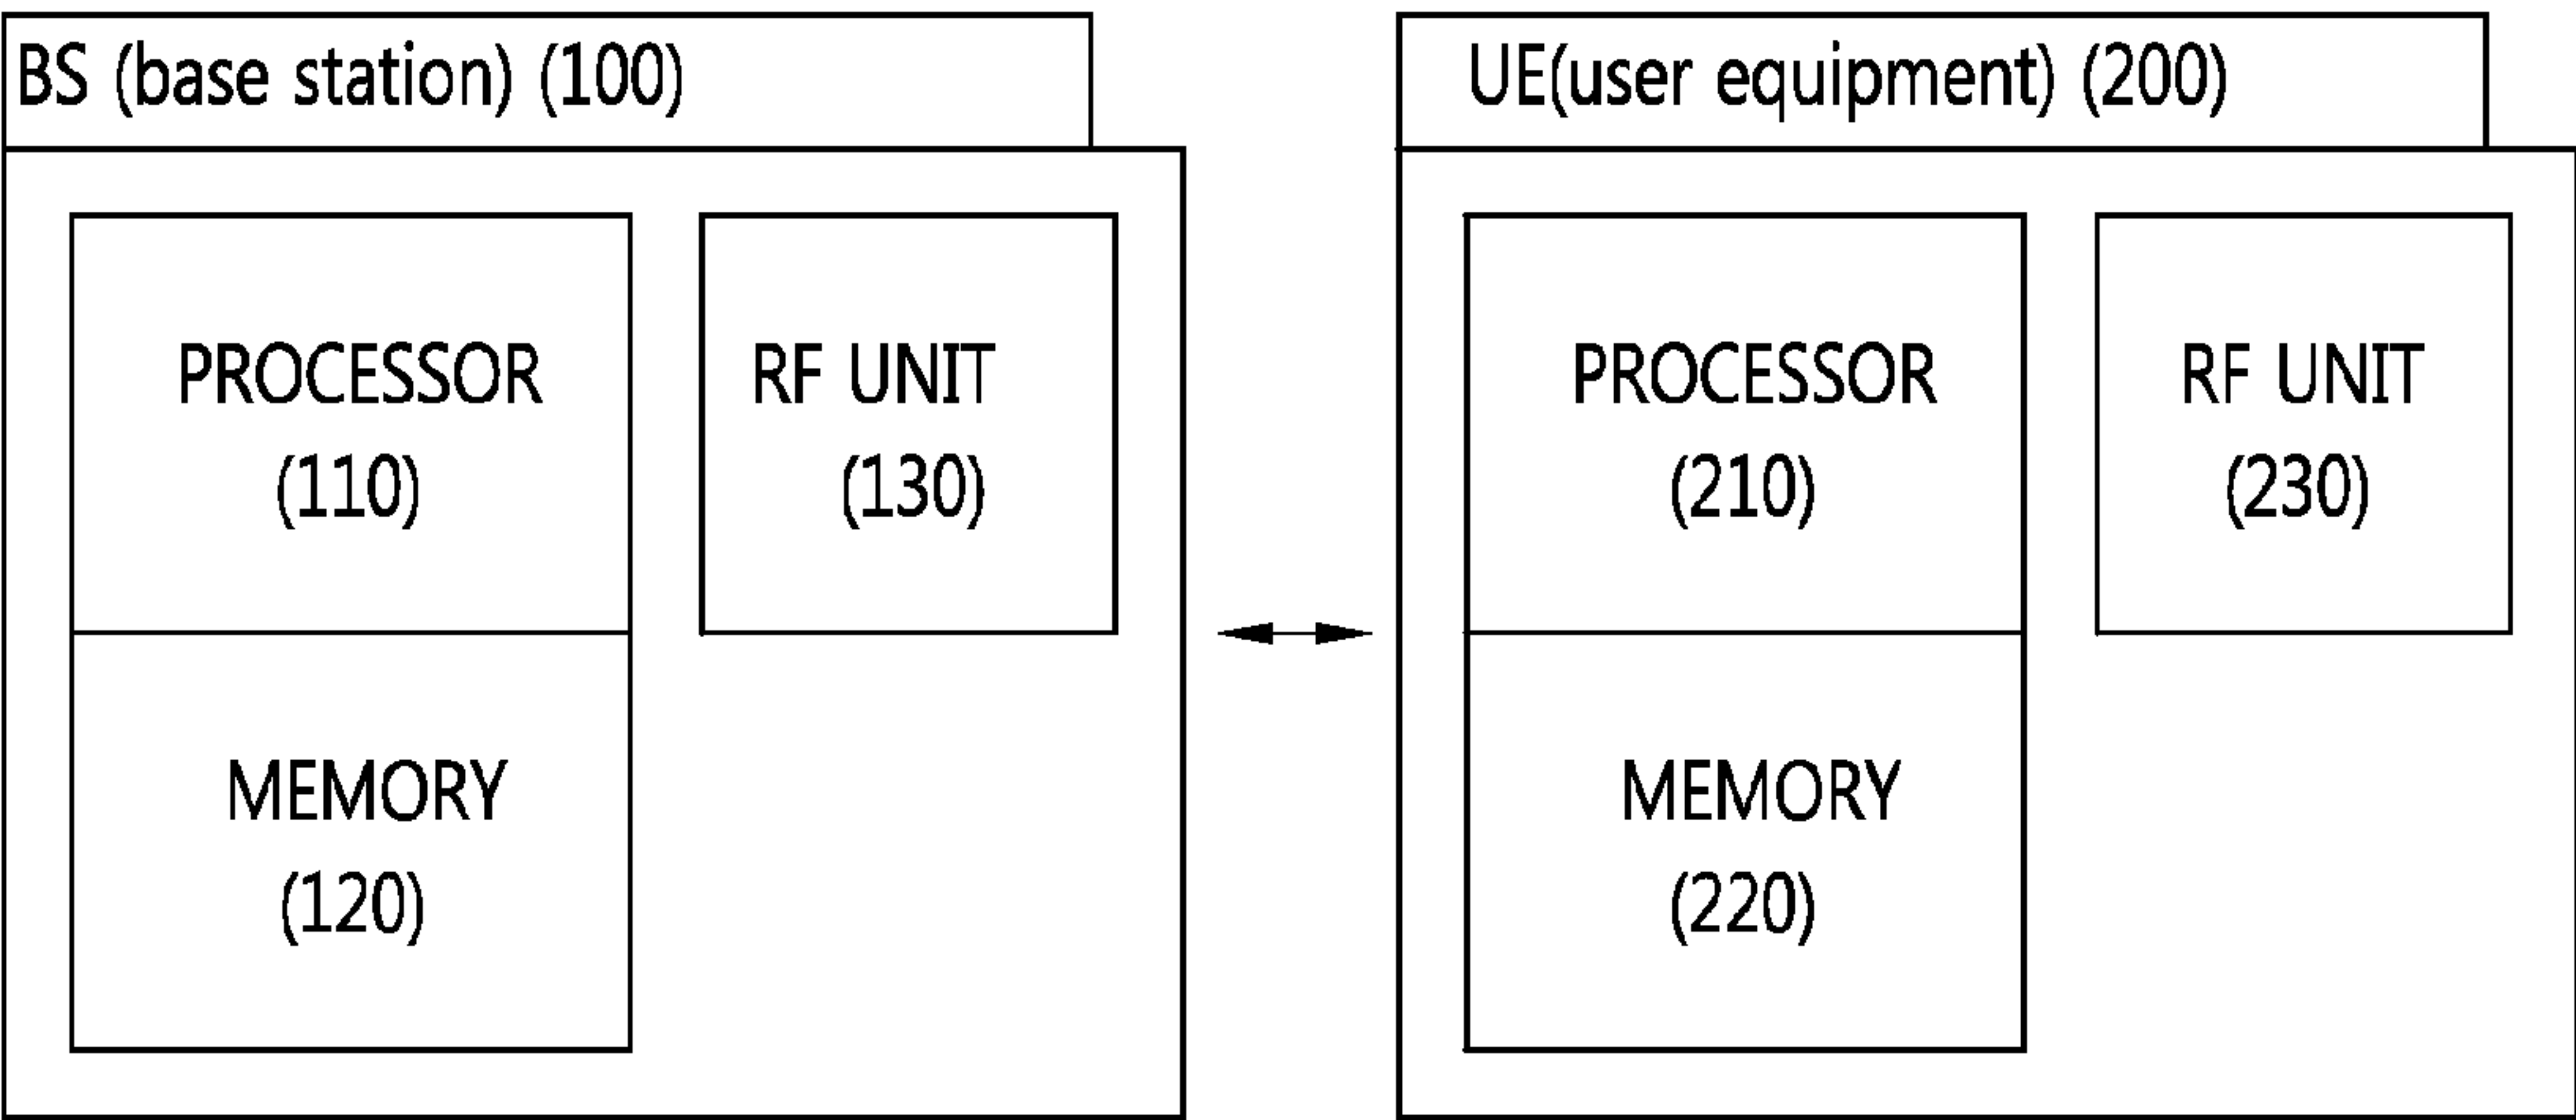 BS (base station) (100)
PROCESSOR
(110)
RF UNIT
(130)
MEMORY
(120)
UE(user equipment) (200)
PROCESSOR
(210)
RF UNIT
(230)
MEMORY
(220)